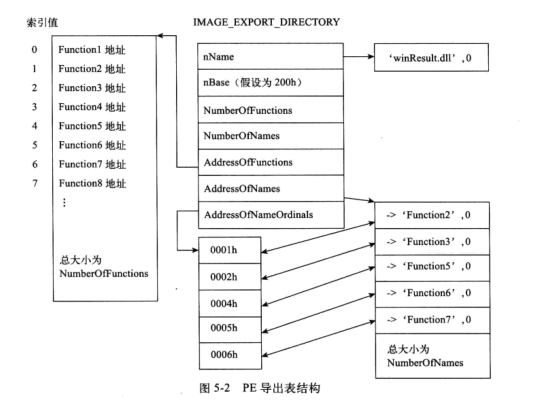 索引值
IMAGE_EXPORT_DIRECTORY
0 Function1 地址
1 Function2 地址
2 Function3 地址
3 Function4 地址
4 Function5 地址
5 Function6 地址
6 Function7 地址
7 Function8 地址
⋮
总大小为
NumberOfFunctions
nName
nBase（假设为 200h）
NumberOfFunctions
NumberOfNames
AddressOfFunctions
AddressOfNames
AddressOfNameOrdinals
‘winResult.dll’,0
0001h
0002h
0004h
0005h
0006h
-> ‘Function2’,0
-> ‘Function3’,0
-> ‘Function5’,0
-> ‘Function6’,0
-> ‘Function7’,0
总大小为
NumberOfNames
图 5-2 PE 导出表结构